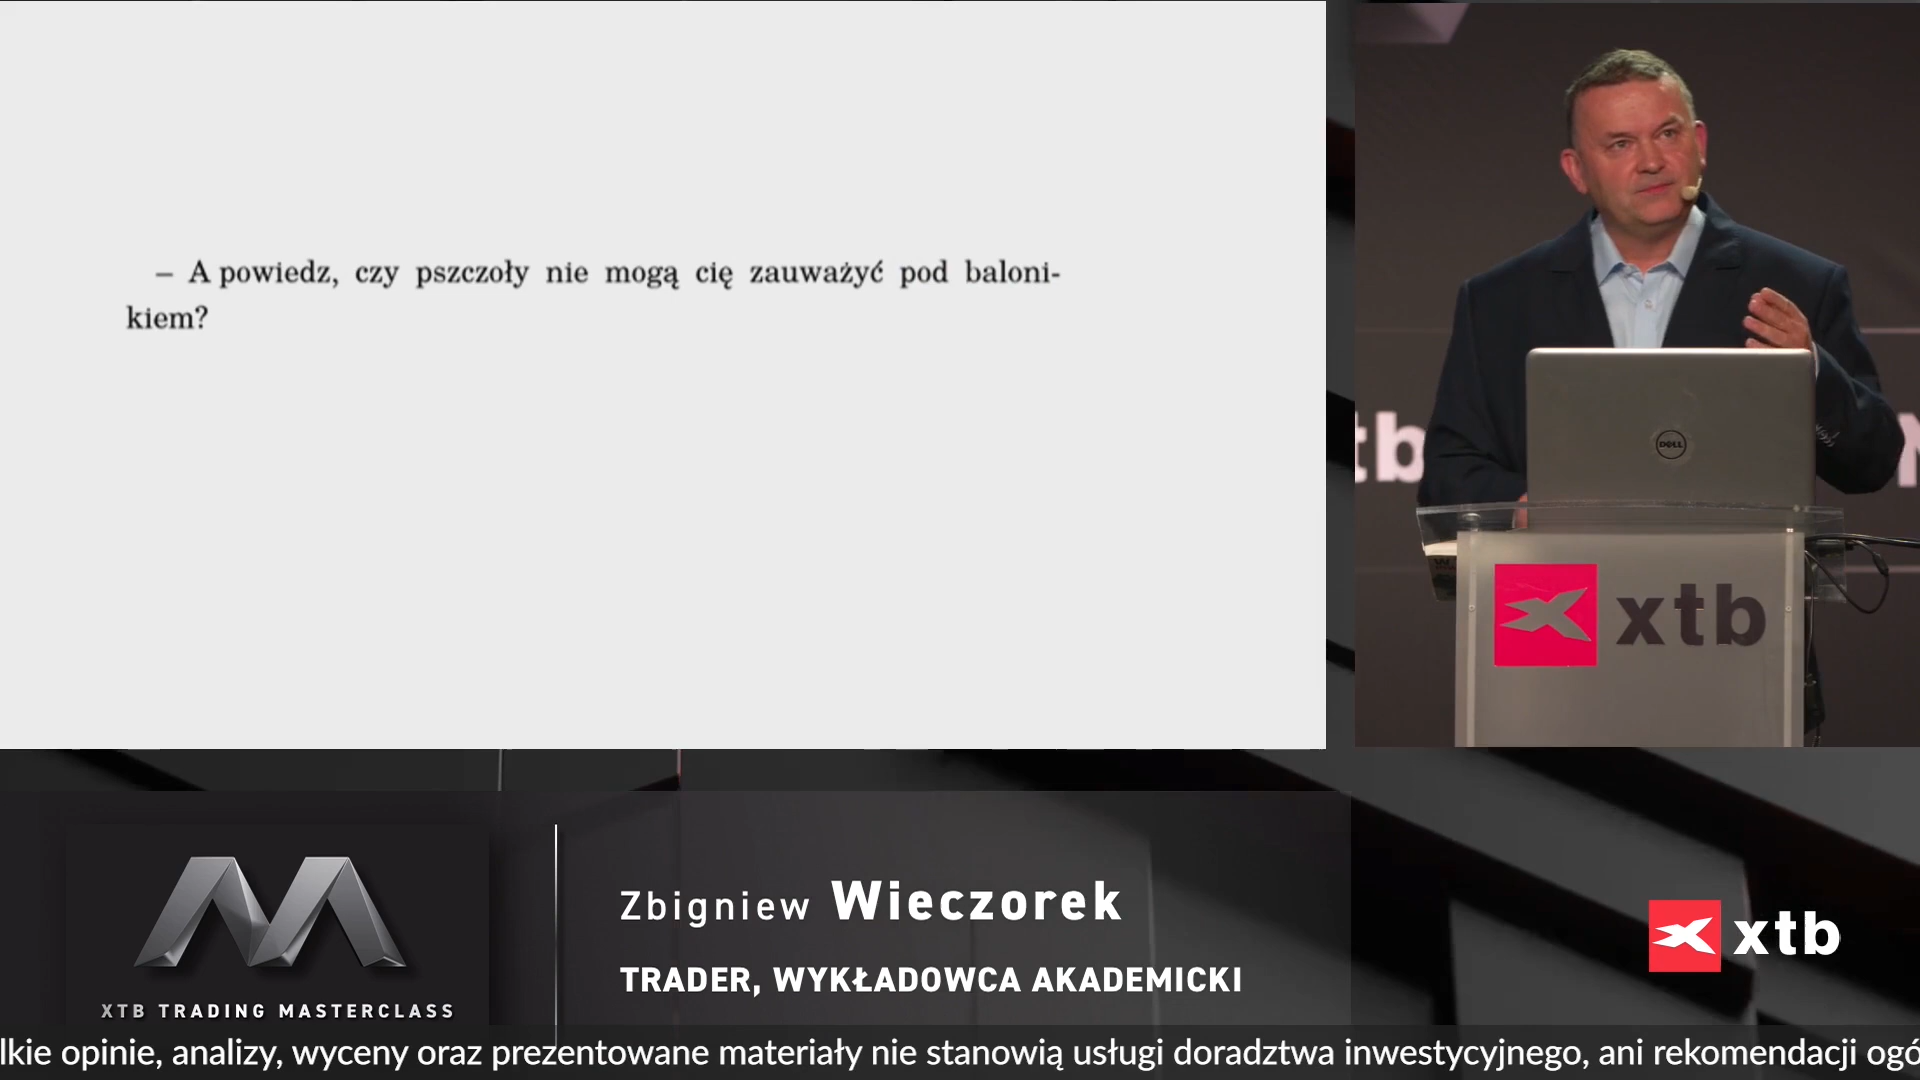 – A powiedz, czy pszczoły nie mogą cię zauważyć pod baloni-
kiem?
tb
DELL
xtb
XTB TRADING MASTERCLASS
Zbigniew Wieczorek
TRADER, WYKŁADOWCA AKADEMICKI
xtb
lkie opinie, analizy, wyceny oraz prezentowane materiały nie stanowią usługi doradztwa inwestycyjnego, ani rekomendacji ogó